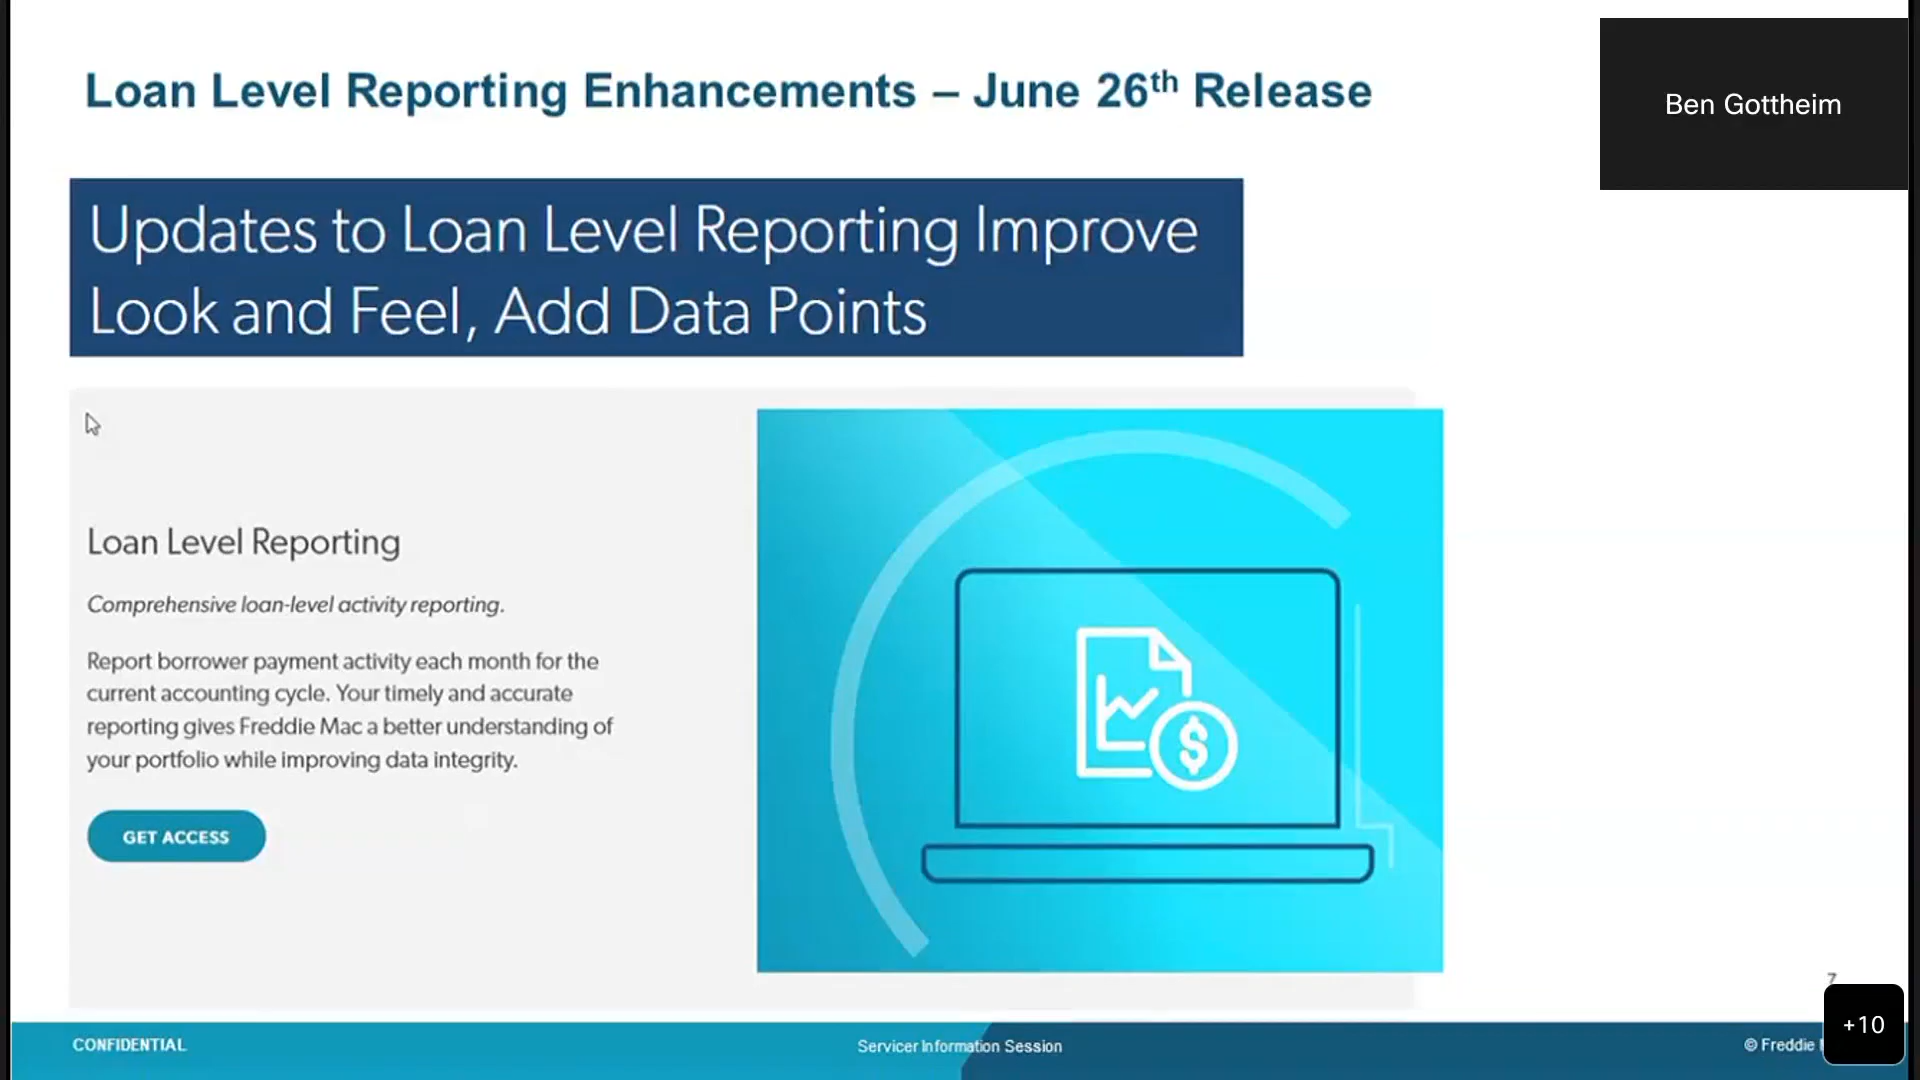 Loan Level Reporting Enhancements – June 26th Release
Ben Gottheim
Updates to Loan Level Reporting Improve
Look and Feel, Add Data Points
Loan Level Reporting
Comprehensive loan-level activity reporting.
Report borrower payment activity each month for the
current accounting cycle. Your timely and accurate
reporting gives Freddie Mac a better understanding of
your portfolio while improving data integrity.
GET ACCESS
$
7
+10
CONFIDENTIAL
Servicer Information Session
© Freddie